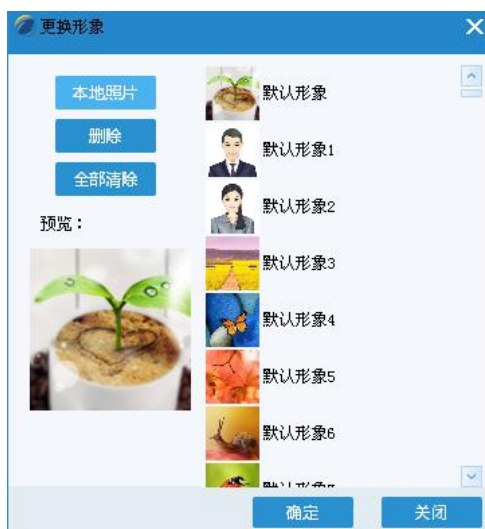 更换形象
本地照片
删除
全部清除
预览：
默认形象
默认形象1
默认形象2
默认形象3
默认形象4
默认形象5
默认形象6
确定
关闭